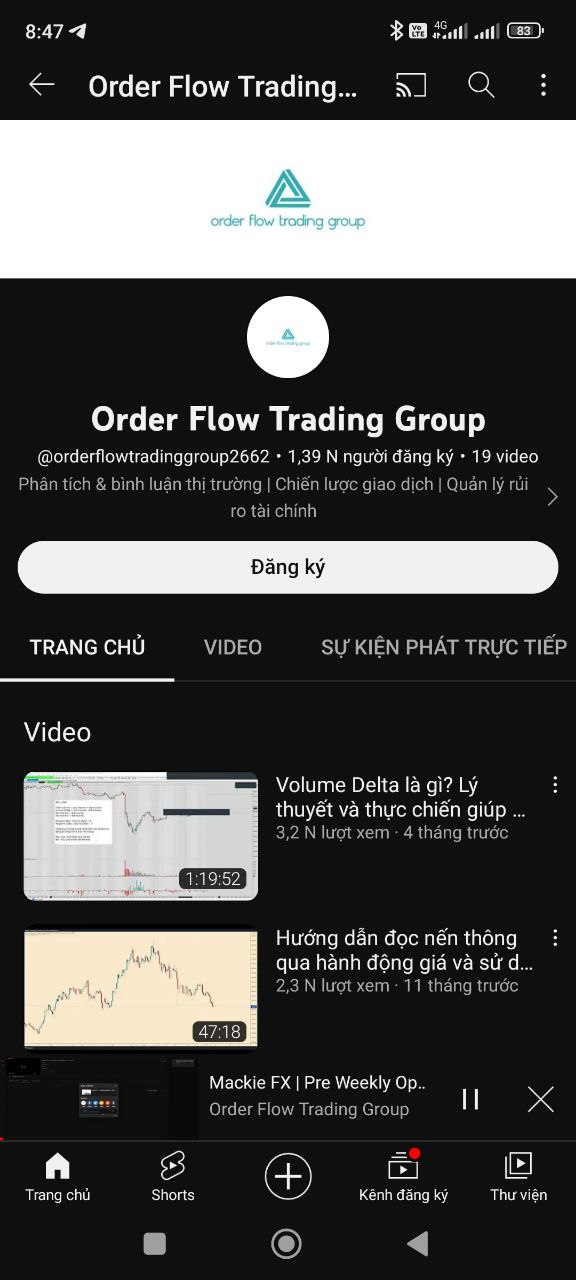 8:47
Vo
LTE
4G
83
Order Flow Trading...
order flow trading group
order flow trading group
Order Flow Trading Group
@orderflowtradinggroup2662 • 1,39 N người đăng ký • 19 video
Phân tích & bình luận thị trường | Chiến lược giao dịch | Quản lý rủi
ro tài chính
Đăng ký
TRANG CHỦ
VIDEO
SỰ KIỆN PHÁT TRỰC TIẾP
Video
Volume Delta là gì? Lý
thuyết và thực chiến giúp ...
3,2 N lượt xem · 4 tháng trước
1:19:52
Hướng dẫn đọc nến thông
qua hành động giá và sử d...
2,3 N lượt xem · 11 tháng trước
47:18
Mackie FX | Pre Weekly Op..
Order Flow Trading Group
Trang chủ
Shorts
Kênh đăng ký
Thư viện